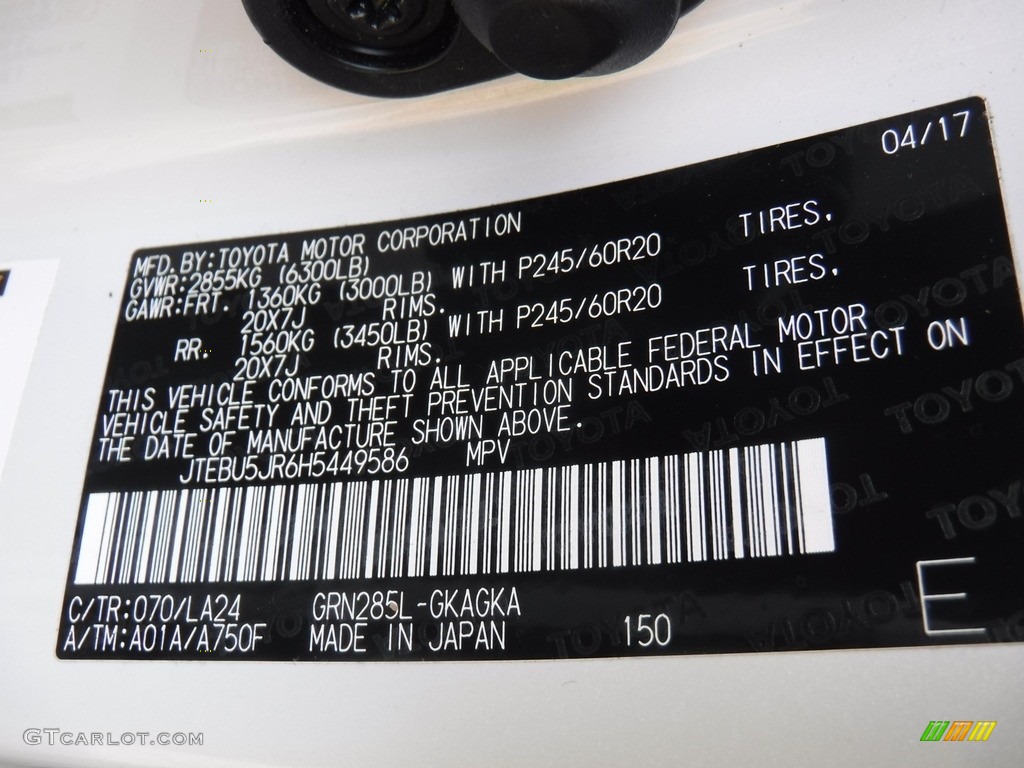 04/17
MFD.BY:TOYOTA MOTOR CORPORATION
GVWR:2855KG (6300LB)
GAWR:FRT. 1360KG (3000LB) WITH P245/60R20 TIRES,
20X7J RIMS.
RR. 1560KG (3450LB) WITH P245/60R20 TIRES,
20X7J RIMS.
THIS VEHICLE CONFORMS TO ALL APPLICABLE FEDERAL MOTOR
VEHICLE SAFETY AND THEFT PREVENTION STANDARDS IN EFFECT ON
THE DATE OF MANUFACTURE SHOWN ABOVE.
JTEBU5JR6H5449586 MPV
C/TR:070/LA24 GRN285L-GKAGKA
A/TM:A01A/A750F MADE IN JAPAN 150 E
GTCARLOT.COM